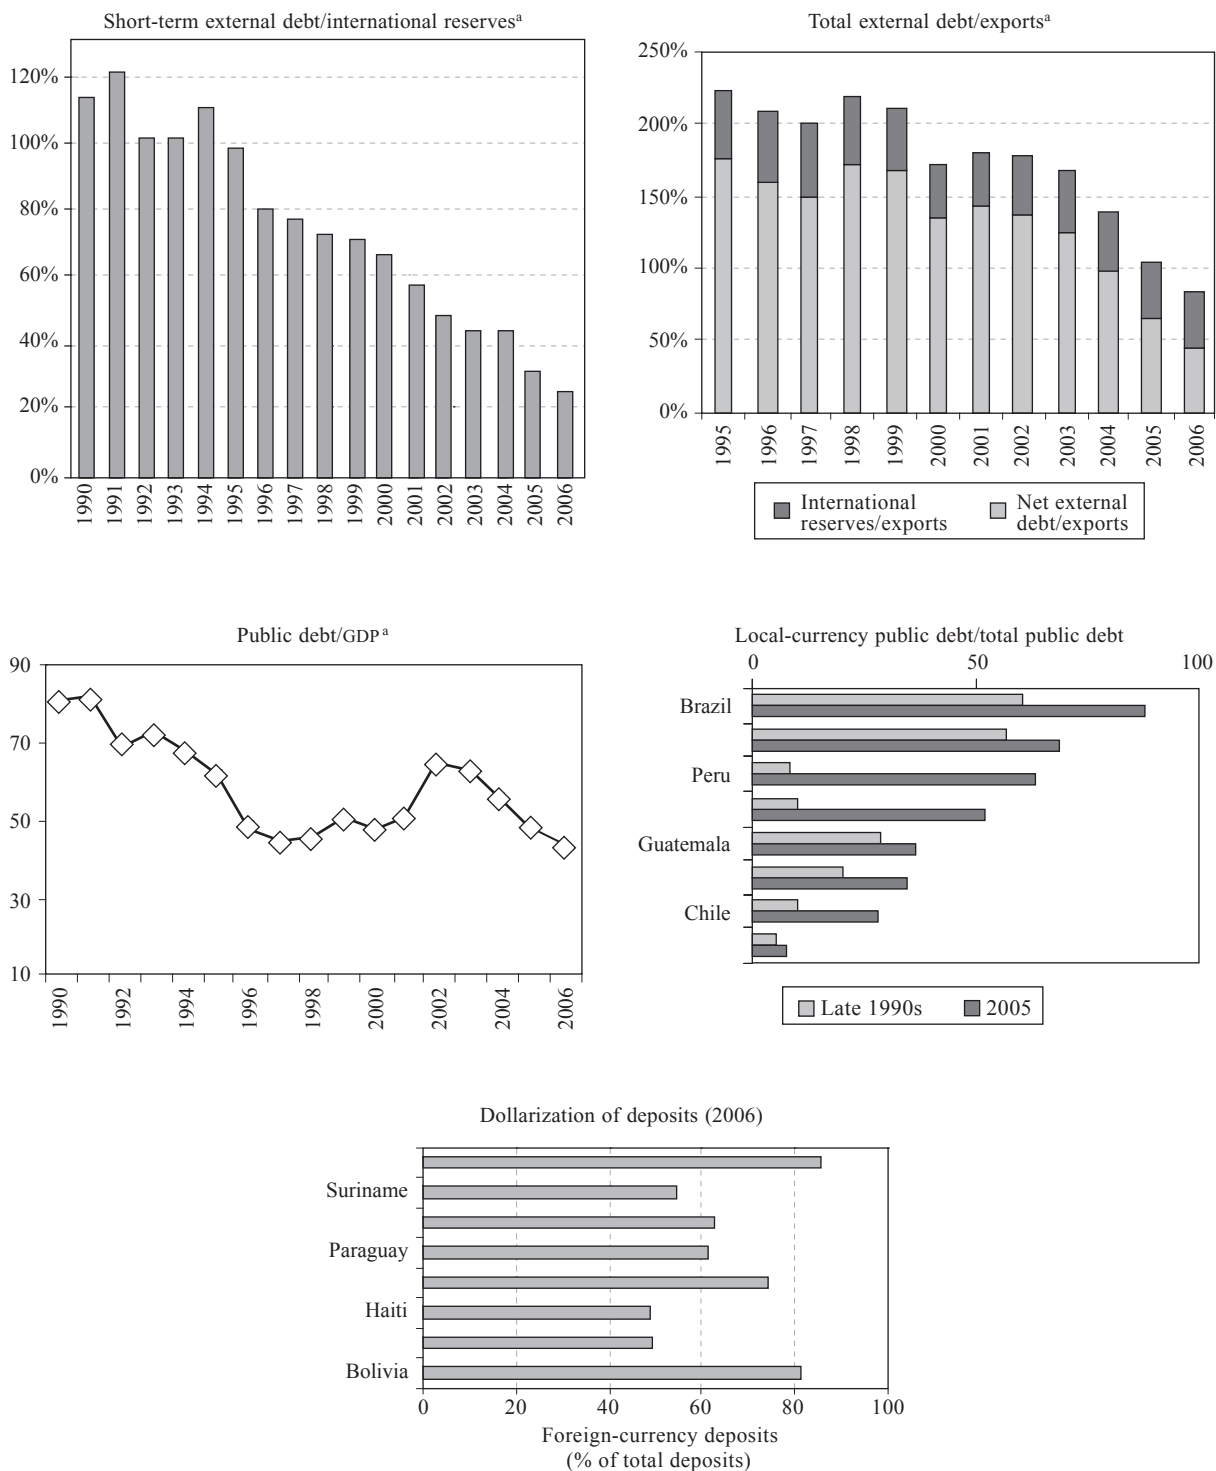 Short-term external debt/international reservesª
120%
100%
80%
60%
40%
20%
0%
1990 1991 1992 1993 1994 1995 1996 1997 1998 1999 2000 2001 2002 2003 2004 2005 2006
Total external debt/exportsª
250%
200%
150%
100%
50%
0%
1995 1996 1997 1998 1999 2000 2001 2002 2003 2004 2005 2006
International reserves/exports
Net external debt/exports
Public debt/GDPª
90
70
50
30
10
1990 1992 1994 1996 1998 2000 2002 2004 2006
Local-currency public debt/total public debt
0 50 100
Brazil
Peru
Guatemala
Chile
Late 1990s 2005
Dollarization of deposits (2006)
Suriname
Paraguay
Haiti
Bolivia
0 20 40 60 80 100
Foreign-currency deposits
(% of total deposits)